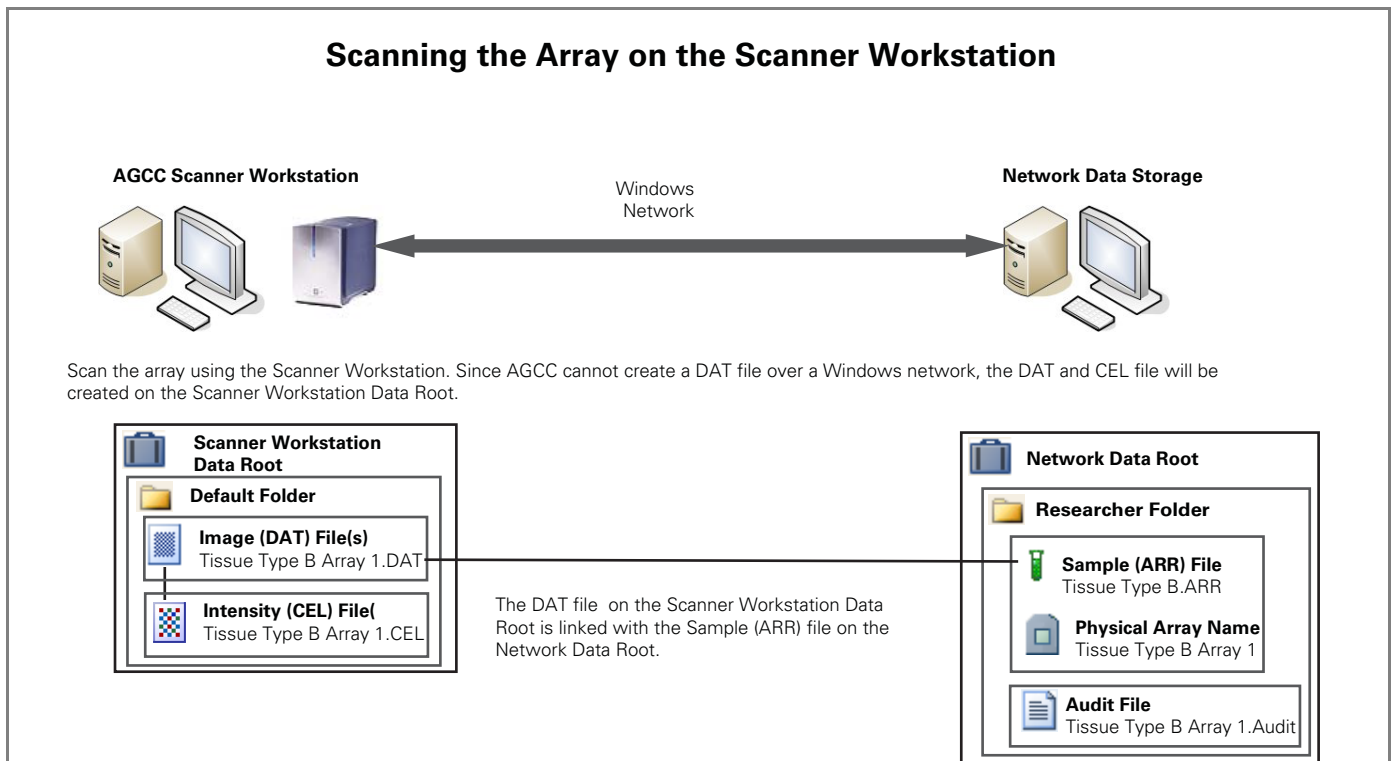 Scanning the Array on the Scanner Workstation
AGCC Scanner Workstation
Windows
Network
Network Data Storage
Scan the array using the Scanner Workstation. Since AGCC cannot create a DAT file over a Windows network, the DAT and CEL file will be
created on the Scanner Workstation Data Root.
Scanner Workstation
Data Root
Default Folder
Image (DAT) File(s)
Tissue Type B Array 1.DAT
Intensity (CEL) File(
Tissue Type B Array 1.CEL
The DAT file on the Scanner Workstation Data
Root is linked with the Sample (ARR) file on the
Network Data Root.
Network Data Root
Researcher Folder
Sample (ARR) File
Tissue Type B.ARR
Physical Array Name
Tissue Type B Array 1
Audit File
Tissue Type B Array 1.Audit